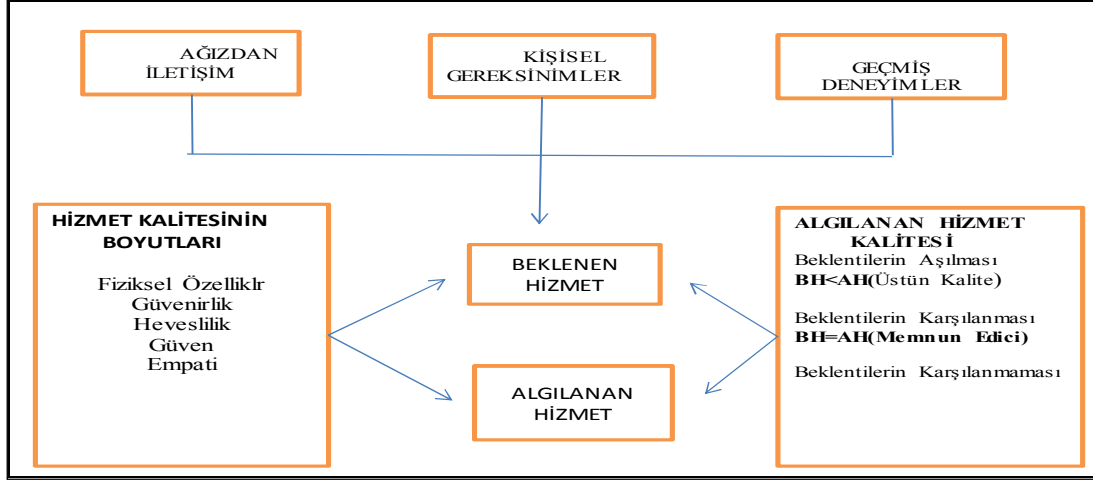 AĞIZDAN
İLETİŞİM
KİŞİSEL
GEREKSİNİMLER
GEÇMİŞ
DENEYİMLER
HİZMET KALİTESİNİN
BOYUTLARI
Fiziksel Özelliklr
Güvenirlik
Heveslilik
Güven
Empati
BEKLENEN
HİZMET
ALGILANAN
HİZMET
ALGILANAN HİZMET
KALİTESİ
Beklentilerin Aşılması
BH<AH(Üstün Kalite)
Beklentilerin Karşılanması
BH=AH(Memnun Edici)
Beklentilerin Karşılanmaması